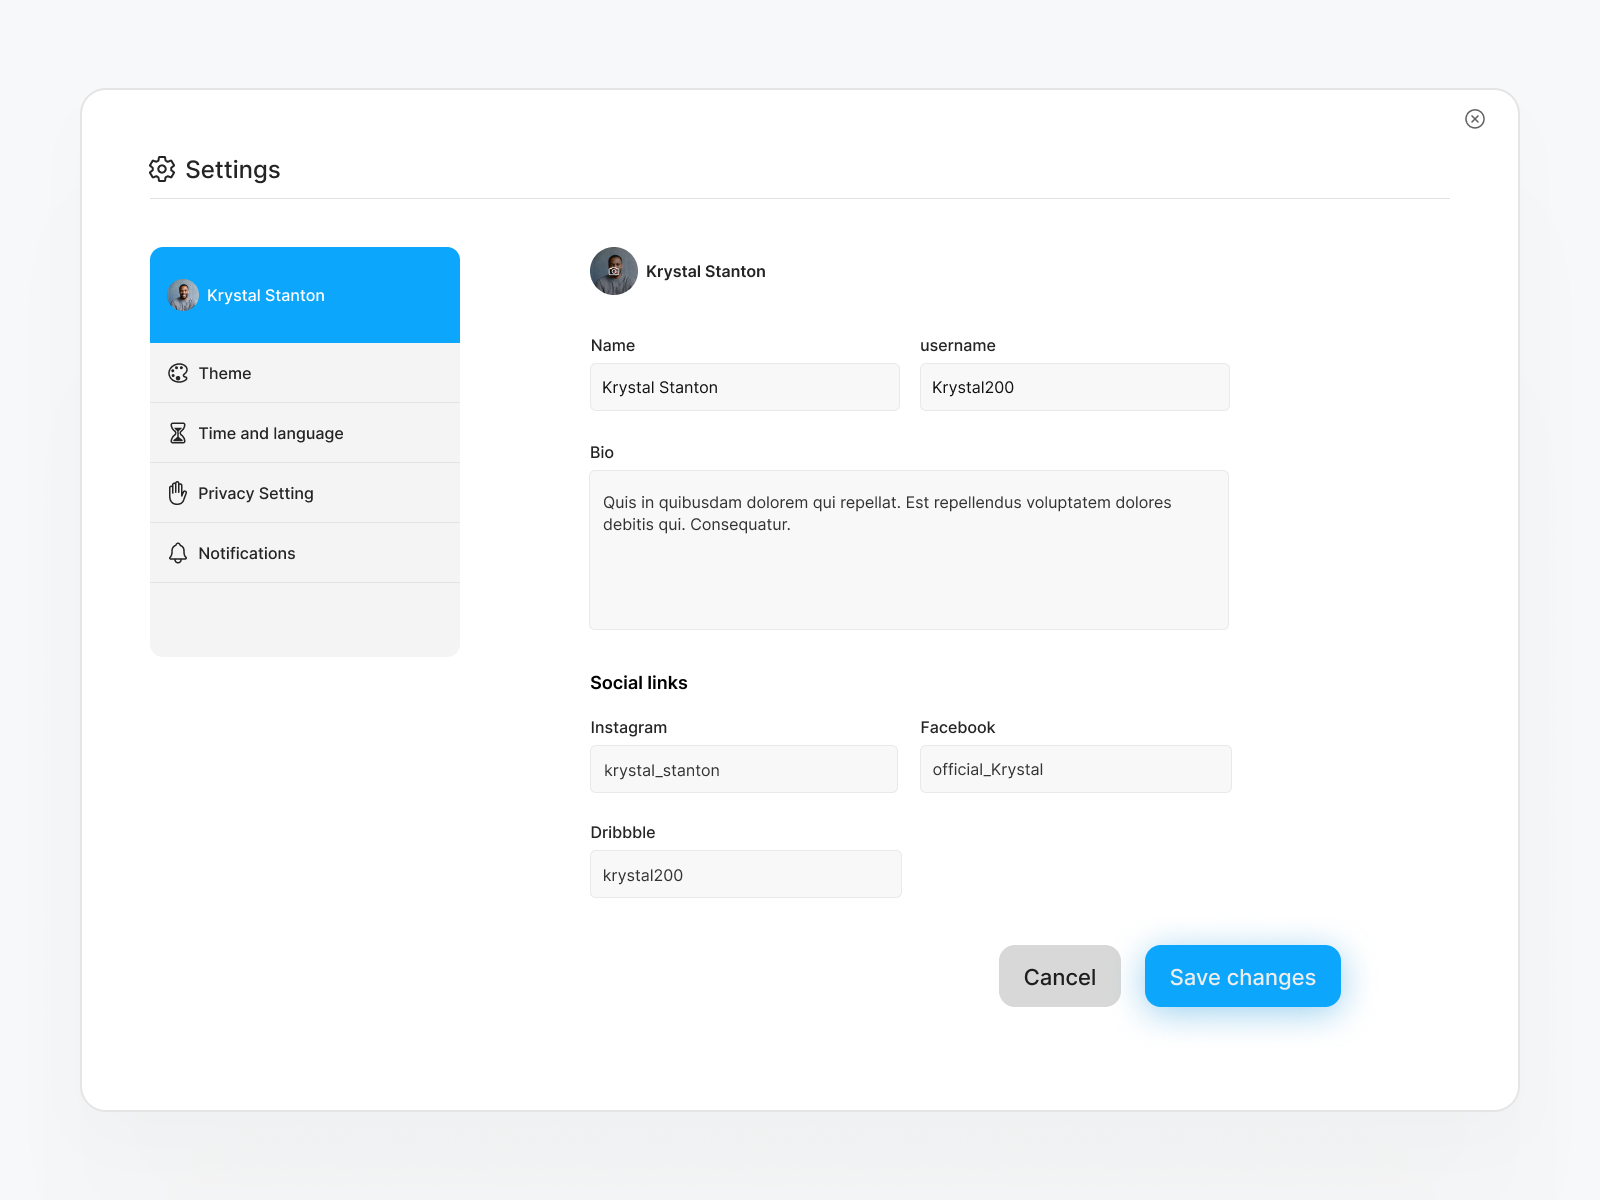 Settings
Krystal Stanton
Theme
Time and language
Privacy Setting
Notifications
Krystal Stanton
Name
username
Krystal Stanton
Krystal200
Bio
Quis in quibusdam dolorem qui repellat. Est repellendus voluptatem dolores
debitis qui. Consequatur.
Social links
Instagram
Facebook
krystal_stanton
official_Krystal
Dribbble
krystal200
Cancel
Save changes